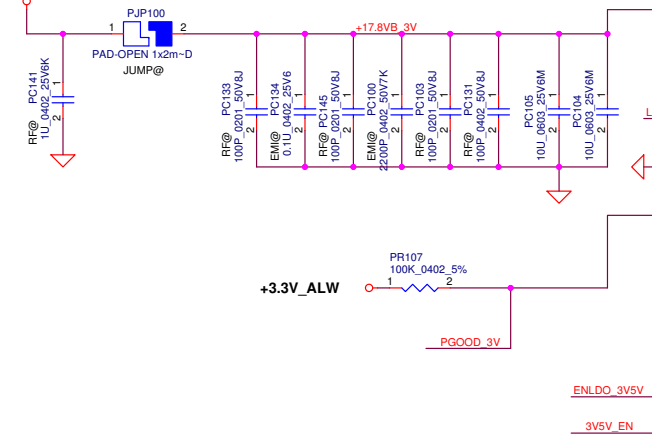 PJP100
1
2
PAD-OPEN 1x2m~D
JUMP@
+17.8VB_3V
RF@
PC141
1U_0402_25V6K
1
2
RF@
PC133
100P_0201_50V8J
1
2
EMI@
PC134
0.1U_0402_25V6
1
2
RF@
PC145
100P_0201_50V8J
1
2
EMI@
PC100
2200P_0402_50V7K
1
2
RF@
PC103
100P_0201_50V8J
1
2
RF@
PC131
100P_0402_50V8J
1
2
PC105
10U_0603_25V6M
1
2
PC104
10U_0603_25V6M
1
2
L
PR107
100K_0402_5%
+3.3V_ALW
1
2
PGOOD_3V
ENLDO_3V5V
3V5V_EN